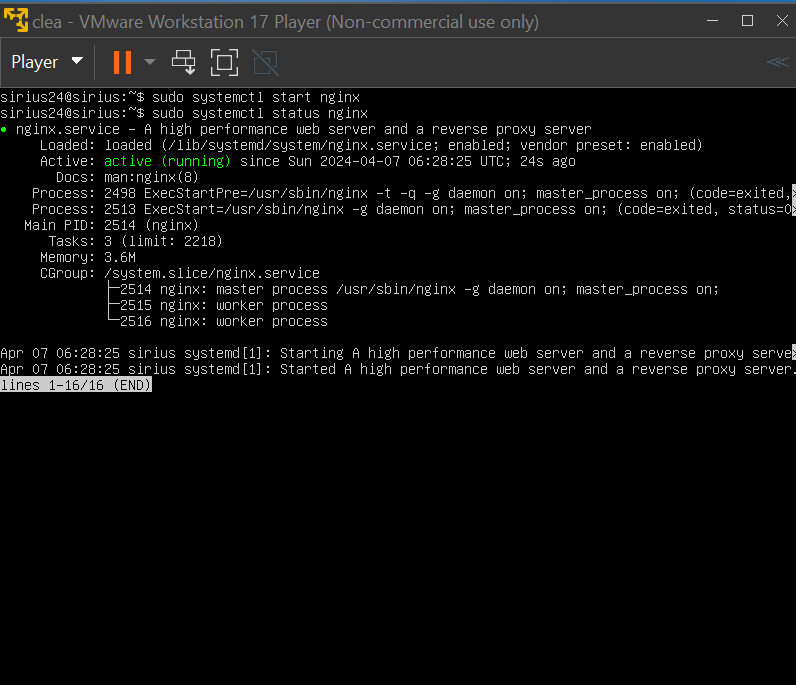 clea - VMware Workstation 17 Player (Non-commercial use only)
Player
sirius24@sirius:~$ sudo systemctl start nginx
sirius24@sirius:~$ sudo systemctl status nginx
● nginx.service - A high performance web server and a reverse proxy server
Loaded: loaded (/lib/systemd/system/nginx.service; enabled; vendor preset: enabled)
Active: active (running) since Sun 2024-04-07 06:28:25 UTC; 24s ago
Docs: man:nginx(8)
Process: 2498 ExecStartPre=/usr/sbin/nginx -t -q -g daemon on; master_process on; (code=exited,>
Process: 2513 ExecStart=/usr/sbin/nginx -g daemon on; master_process on; (code=exited, status=0>
Main PID: 2514 (nginx)
Tasks: 3 (limit: 2218)
Memory: 3.6M
CGroup: /system.slice/nginx.service
├─2514 nginx: master process /usr/sbin/nginx -g daemon on; master_process on;
├─2515 nginx: worker process
└─2516 nginx: worker process
Apr 07 06:28:25 sirius systemd[1]: Starting A high performance web server and a reverse proxy serve>
Apr 07 06:28:25 sirius systemd[1]: Started A high performance web server and a reverse proxy server.
lines 1-16/16 (END)